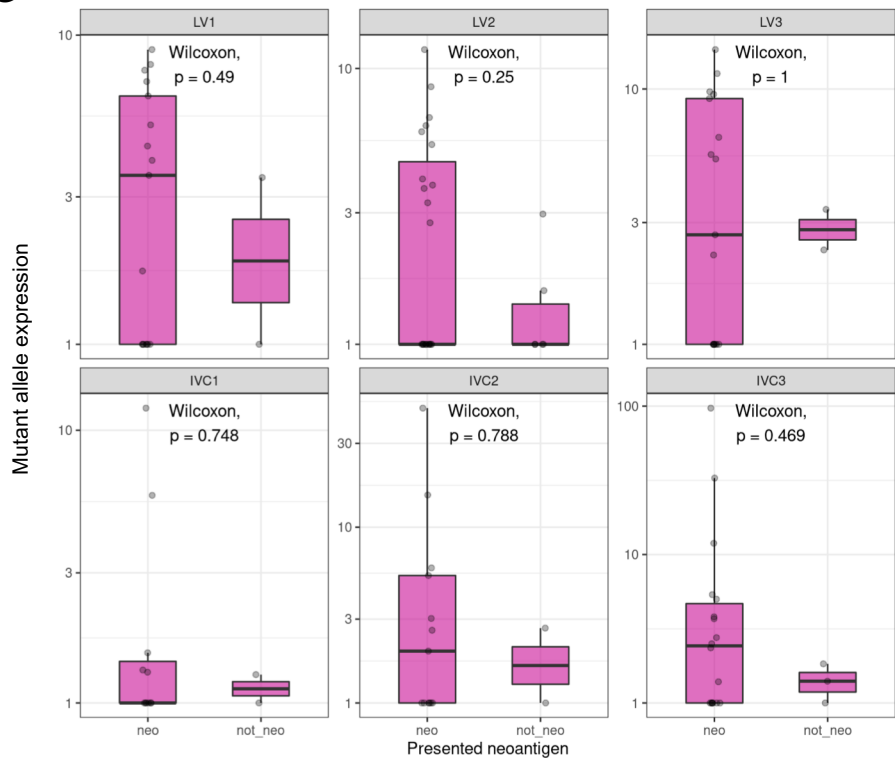 LV1
LV2
LV3
Wilcoxon,
p = 0.49
Wilcoxon,
p = 0.25
Wilcoxon,
p = 1
10
3
1
10
3
1
10
3
1
IVC1
IVC2
IVC3
Wilcoxon,
p = 0.748
Wilcoxon,
p = 0.788
Wilcoxon,
p = 0.469
10
3
1
30
10
3
1
100
10
1
neo
not_neo
neo
not_neo
neo
not_neo
Presented neoantigen
Mutant allele expression